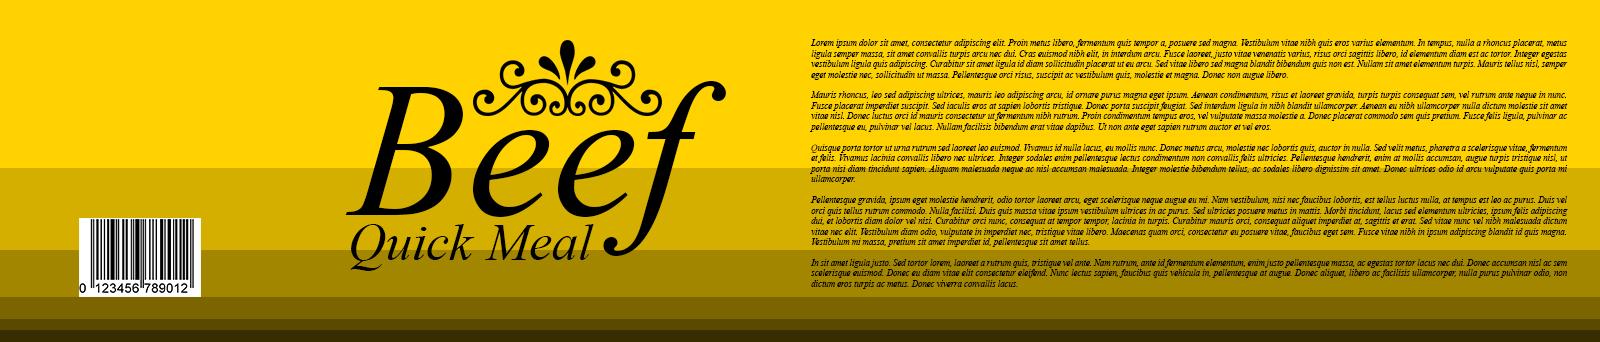 Beef
Quick Meal
0 123456 789012
Lorem ipsum dolor sit amet, consectetur adipiscing elit. Proin metus libero, fermentum quis tempor a, posuere sed magna. Vestibulum vitae nibh quis eros varius elementum. In tempus, nulla a rhoncus placerat, metus
ligula semper massa, sit amet convallis turpis arcu nec dui. Cras euismod nibh elit, in interdum arcu. Fusce laoreet, justo vitae venenatis varius, risus orci sagittis libero, id elementum diam est ac tortor. Integer egestas
vestibulum ligula quis adipiscing. Curabitur sit amet ligula id diam sollicitudin placerat ut eu arcu. Sed vitae libero sed magna blandit bibendum quis non est. Nullam sit amet elementum turpis. Mauris tellus nisl, semper
eget molestie nec, sollicitudin ut massa. Pellentesque orci risus, suscipit ac vestibulum quis, molestie et magna. Donec non augue libero.
Mauris rhoncus, leo sed adipiscing ultrices, mauris leo adipiscing arcu, id ornare purus magna eget ipsum. Aenean condimentum, risus et laoreet gravida, turpis turpis consequat sem, vel rutrum ante neque in nunc.
Fusce placerat imperdiet suscipit. Sed iaculis eros at sapien lobortis tristique. Donec porta suscipit feugiat. Sed interdum ligula in nibh blandit ullamcorper. Aenean eu nibh ullamcorper nulla dictum molestie sit amet
vitae nisl. Donec luctus orci id mauris consectetur ut fermentum nibh rutrum. Proin condimentum tempus eros, vel vulputate massa molestie a. Donec placerat commodo sem quis pretium. Fusce felis ligula, pulvinar ac
pellentesque eu, pulvinar vel lacus. Nullam facilisis bibendum erat vitae dapibus. Ut non ante eget sapien rutrum auctor et vel eros.
Quisque porta tortor ut urna rutrum sed laoreet leo euismod. Vivamus id nulla lacus, eu mollis nunc. Donec metus arcu, molestie nec lobortis quis, auctor in nulla. Sed velit metus, pharetra a scelerisque vitae, fermentum
et felis. Vivamus lacinia convallis libero nec ultrices. Integer sodales enim pellentesque lectus condimentum non convallis felis ultricies. Pellentesque hendrerit, enim at mollis accumsan, augue turpis tristique nisl, ut
porta nisi diam tincidunt sapien. Aliquam malesuada neque ac nisl accumsan malesuada. Integer molestie bibendum tellus, ac sodales libero dignissim sit amet. Donec ultrices odio id arcu vulputate quis porta mi
ullamcorper.
Pellentesque gravida, ipsum eget molestie hendrerit, odio tortor laoreet arcu, eget scelerisque neque augue eu mi. Nam vestibulum, nisi nec faucibus lobortis, est tellus luctus nulla, at tempus est leo ac purus. Duis vel
orci quis tellus rutrum commodo. Nulla facilisi. Duis quis massa vitae ipsum vestibulum ultrices in ac purus. Sed ultricies posuere metus in mattis. Morbi tincidunt, lacus sed elementum ultricies, ipsum felis adipiscing
dui, et lobortis diam dolor vel nisi. Curabitur orci nunc, consequat at tempor tempor, lacinia in turpis. Curabitur mauris orci, consequat aliquet imperdiet at, sagittis et erat. Sed vitae nunc vel nibh malesuada dictum
vitae nec elit. Vestibulum diam odio, vulputate in imperdiet nec, tristique vitae libero. Maecenas quam orci, consectetur eu posuere vitae, faucibus eget sem. Fusce vitae nibh in ipsum adipiscing blandit id quis magna.
Vestibulum mi massa, pretium sit amet imperdiet id, pellentesque sit amet tellus.
In sit amet ligula justo. Sed tortor lorem, laoreet a rutrum quis, tristique vel ante. Nam rutrum, ante id fermentum elementum, enim justo pellentesque massa, ac egestas tortor lacus nec dui. Donec accumsan nisl ac sem
scelerisque euismod. Donec eu diam vitae elit consectetur eleifend. Nunc lectus sapien, faucibus quis vehicula in, pellentesque at augue. Donec aliquet, libero ac facilisis ullamcorper, nulla purus pulvinar odio, non
dictum eros turpis ac metus. Donec viverra convallis lacus.